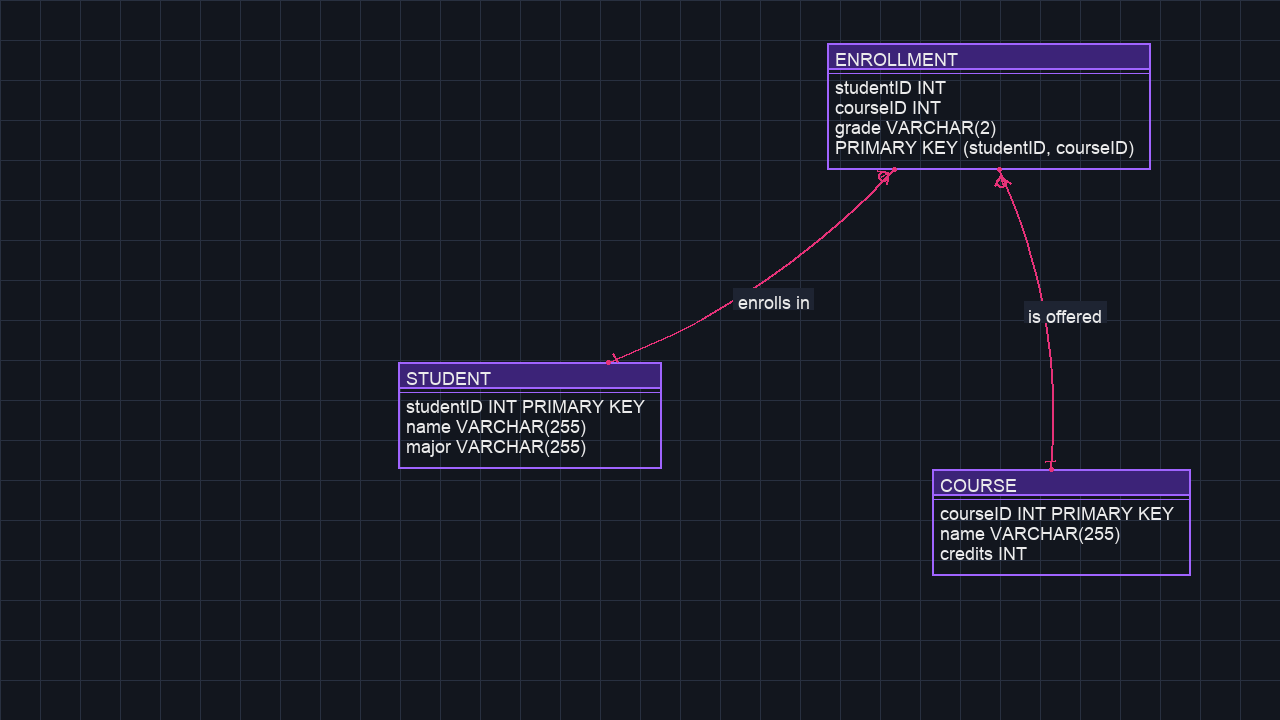 ENROLLMENT
studentID INT
courseID INT
grade VARCHAR(2)
PRIMARY KEY (studentID, courseID)
enrolls in
is offered
STUDENT
studentID INT PRIMARY KEY
name VARCHAR(255)
major VARCHAR(255)
COURSE
courseID INT PRIMARY KEY
name VARCHAR(255)
credits INT